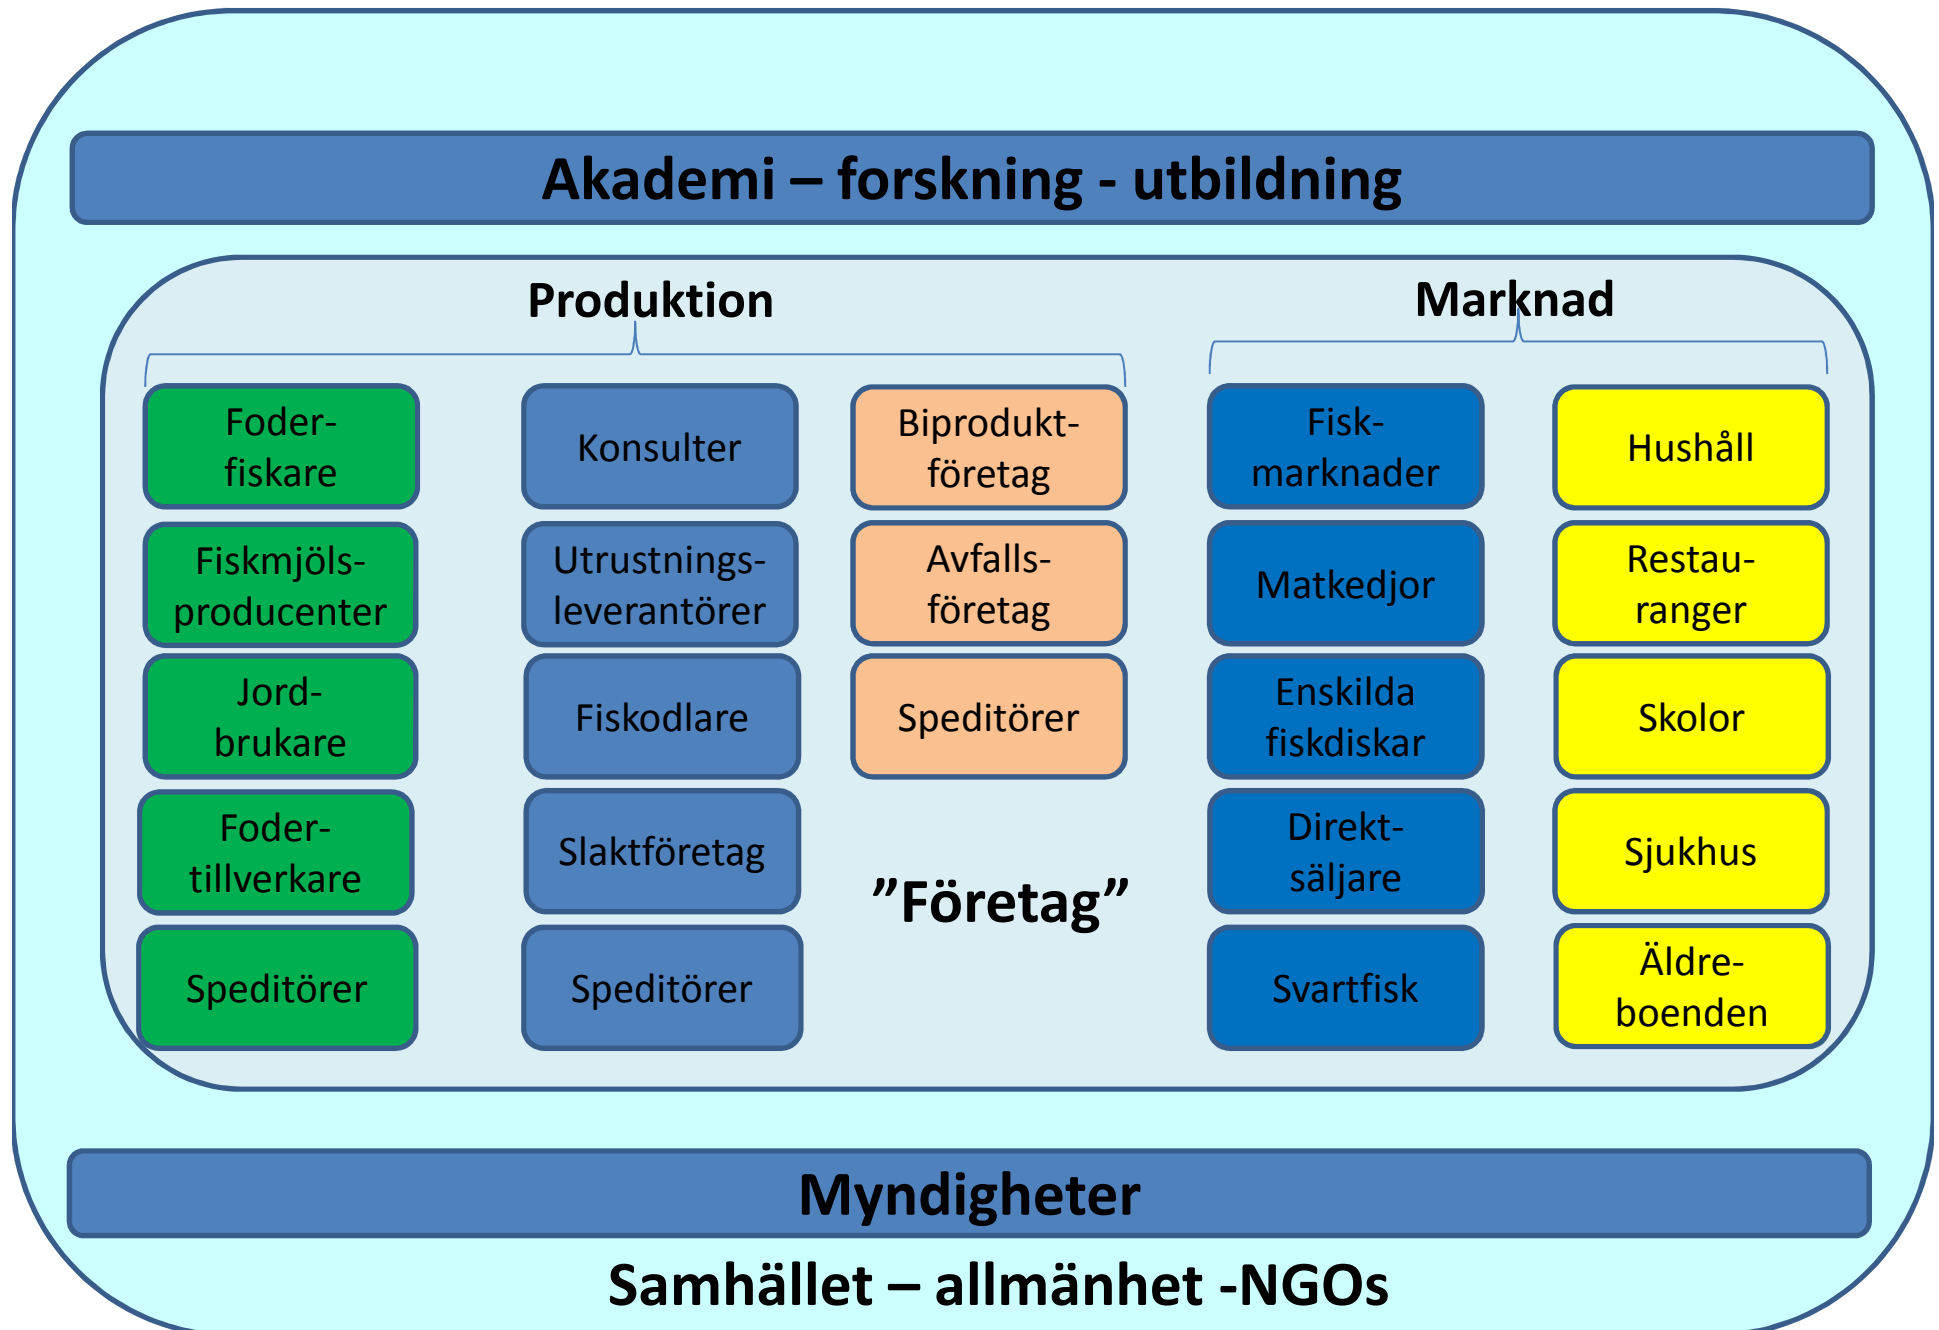 Akademi – forskning - utbildning
Produktion
Marknad
Foder-
fiskare
Fiskmjöls-
producenter
Jord-
brukare
Foder-
tillverkare
Speditörer
Konsulter
Utrustnings-
leverantörer
Fiskodlare
Slaktföretag
Speditörer
Biprodukt-
företag
Avfalls-
företag
Speditörer
”Företag”
Fisk-
marknader
Matkedjor
Enskilda
fiskdiskar
Direkt-
säljare
Svartfisk
Hushåll
Restau-
ranger
Skolor
Sjukhus
Äldre-
boenden
Myndigheter
Samhället – allmänhet -NGOs